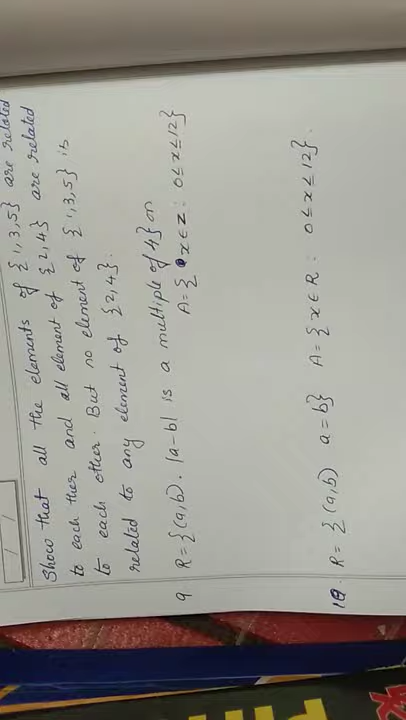 Show that all the elements of {1,3,5} are related
to each ther and all element of {2,4} are related
to each other. But no element of {1,3,5} is
related to any element of {2,4}.
9 R = {(a,b). |a-b| is a multiple of 4} on
A = { x ∈ Z : 0 ≤ x ≤ 12}
10. R = {(a,b) a = b} A = {x ∈ R : 0 ≤ x ≤ 12}.